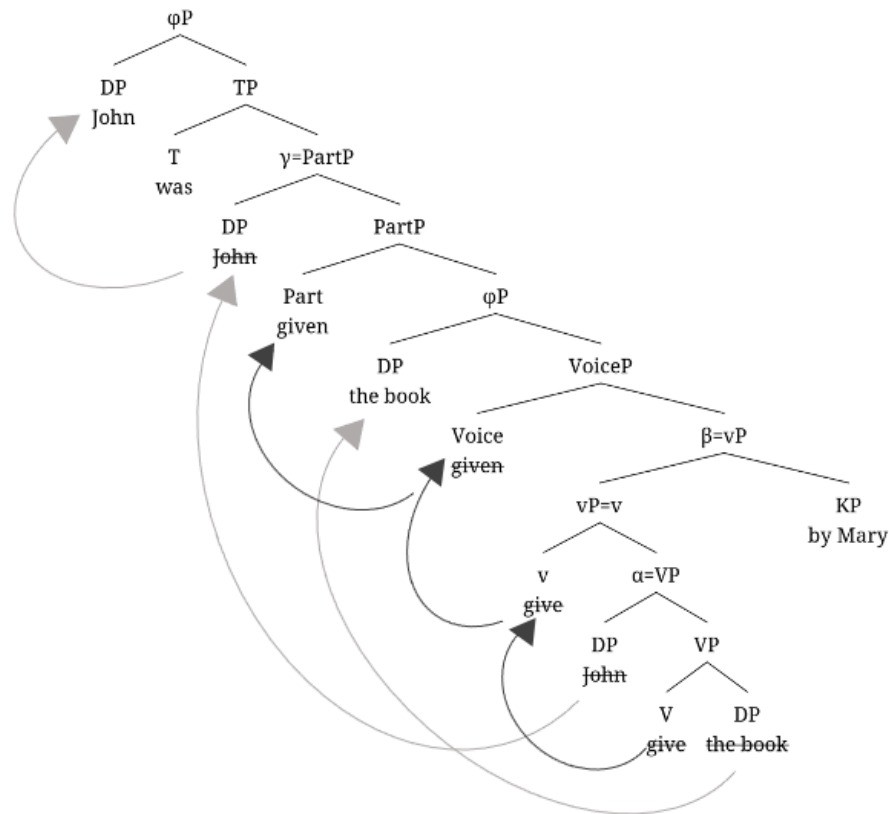 φP
DP TP
John
T γ=PartP
was
DP PartP
John
Part φP
given
DP VoiceP
the book
Voice β=vP
given
vP=v KP
by Mary
v α=VP
give
DP VP
John
V DP
give the book